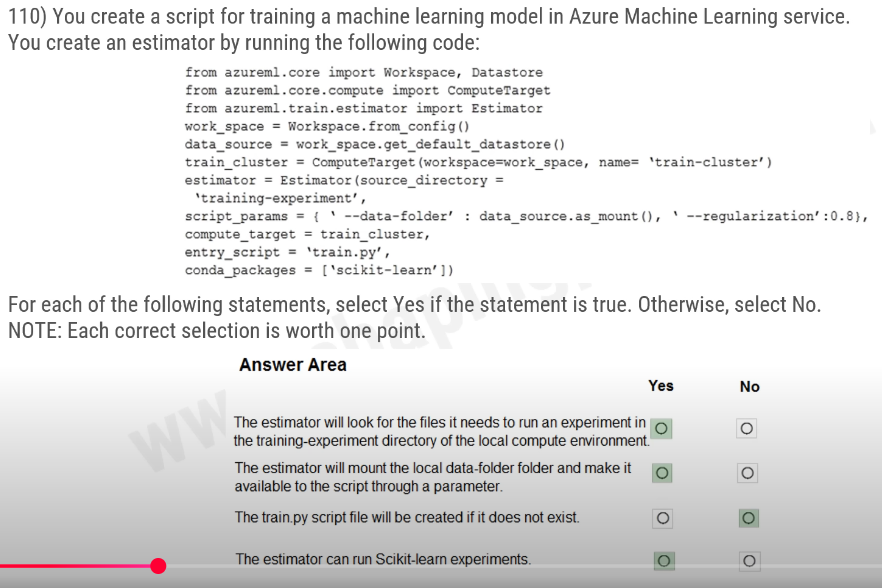 110) You create a script for training a machine learning model in Azure Machine Learning service.
You create an estimator by running the following code:
from azureml.core import Workspace, Datastore
from azureml.core.compute import ComputeTarget
from azureml.train.estimator import Estimator
work_space = Workspace.from_config()
data_source = work_space.get_default_datastore()
train_cluster = ComputeTarget(workspace=work_space, name= ‘train-cluster’)
estimator = Estimator(source_directory =
‘training-experiment’,
script_params = { ‘ --data-folder’ : data_source.as_mount(), ‘ --regularization’:0.8},
compute_target = train_cluster,
entry_script = ‘train.py’,
conda_packages = [‘scikit-learn’])
For each of the following statements, select Yes if the statement is true. Otherwise, select No.
NOTE: Each correct selection is worth one point.
Answer Area
Yes No
The estimator will look for the files it needs to run an experiment in
the training-experiment directory of the local compute environment.
The estimator will mount the local data-folder folder and make it
available to the script through a parameter.
The train.py script file will be created if it does not exist.
The estimator can run Scikit-learn experiments.